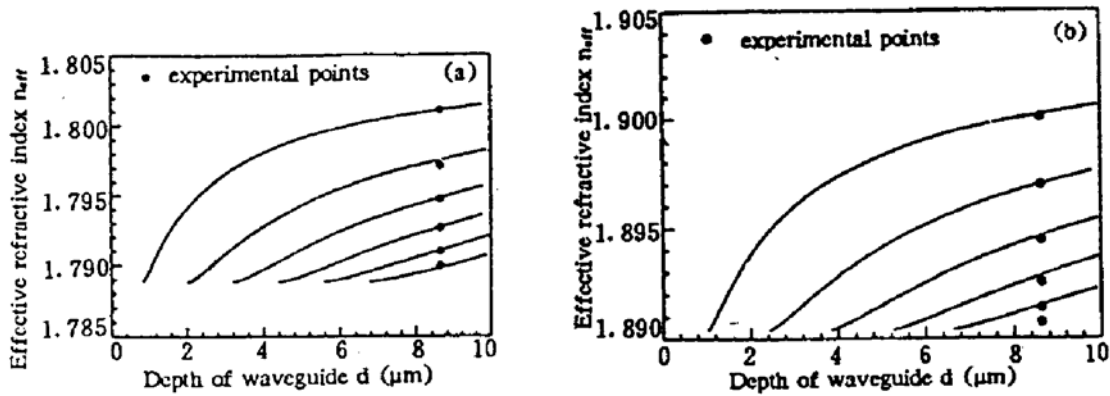 (a)
• experimental points
Effective refractive index nₑff
1.805
1.800
1.795
1.790
1.785
0 2 4 6 8 10
Depth of waveguide d (μm)
(b)
• experimental points
Effective refractive index nₑff
1.905
1.900
1.895
1.890
0 2 4 6 8 10
Depth of waveguide d (μm)